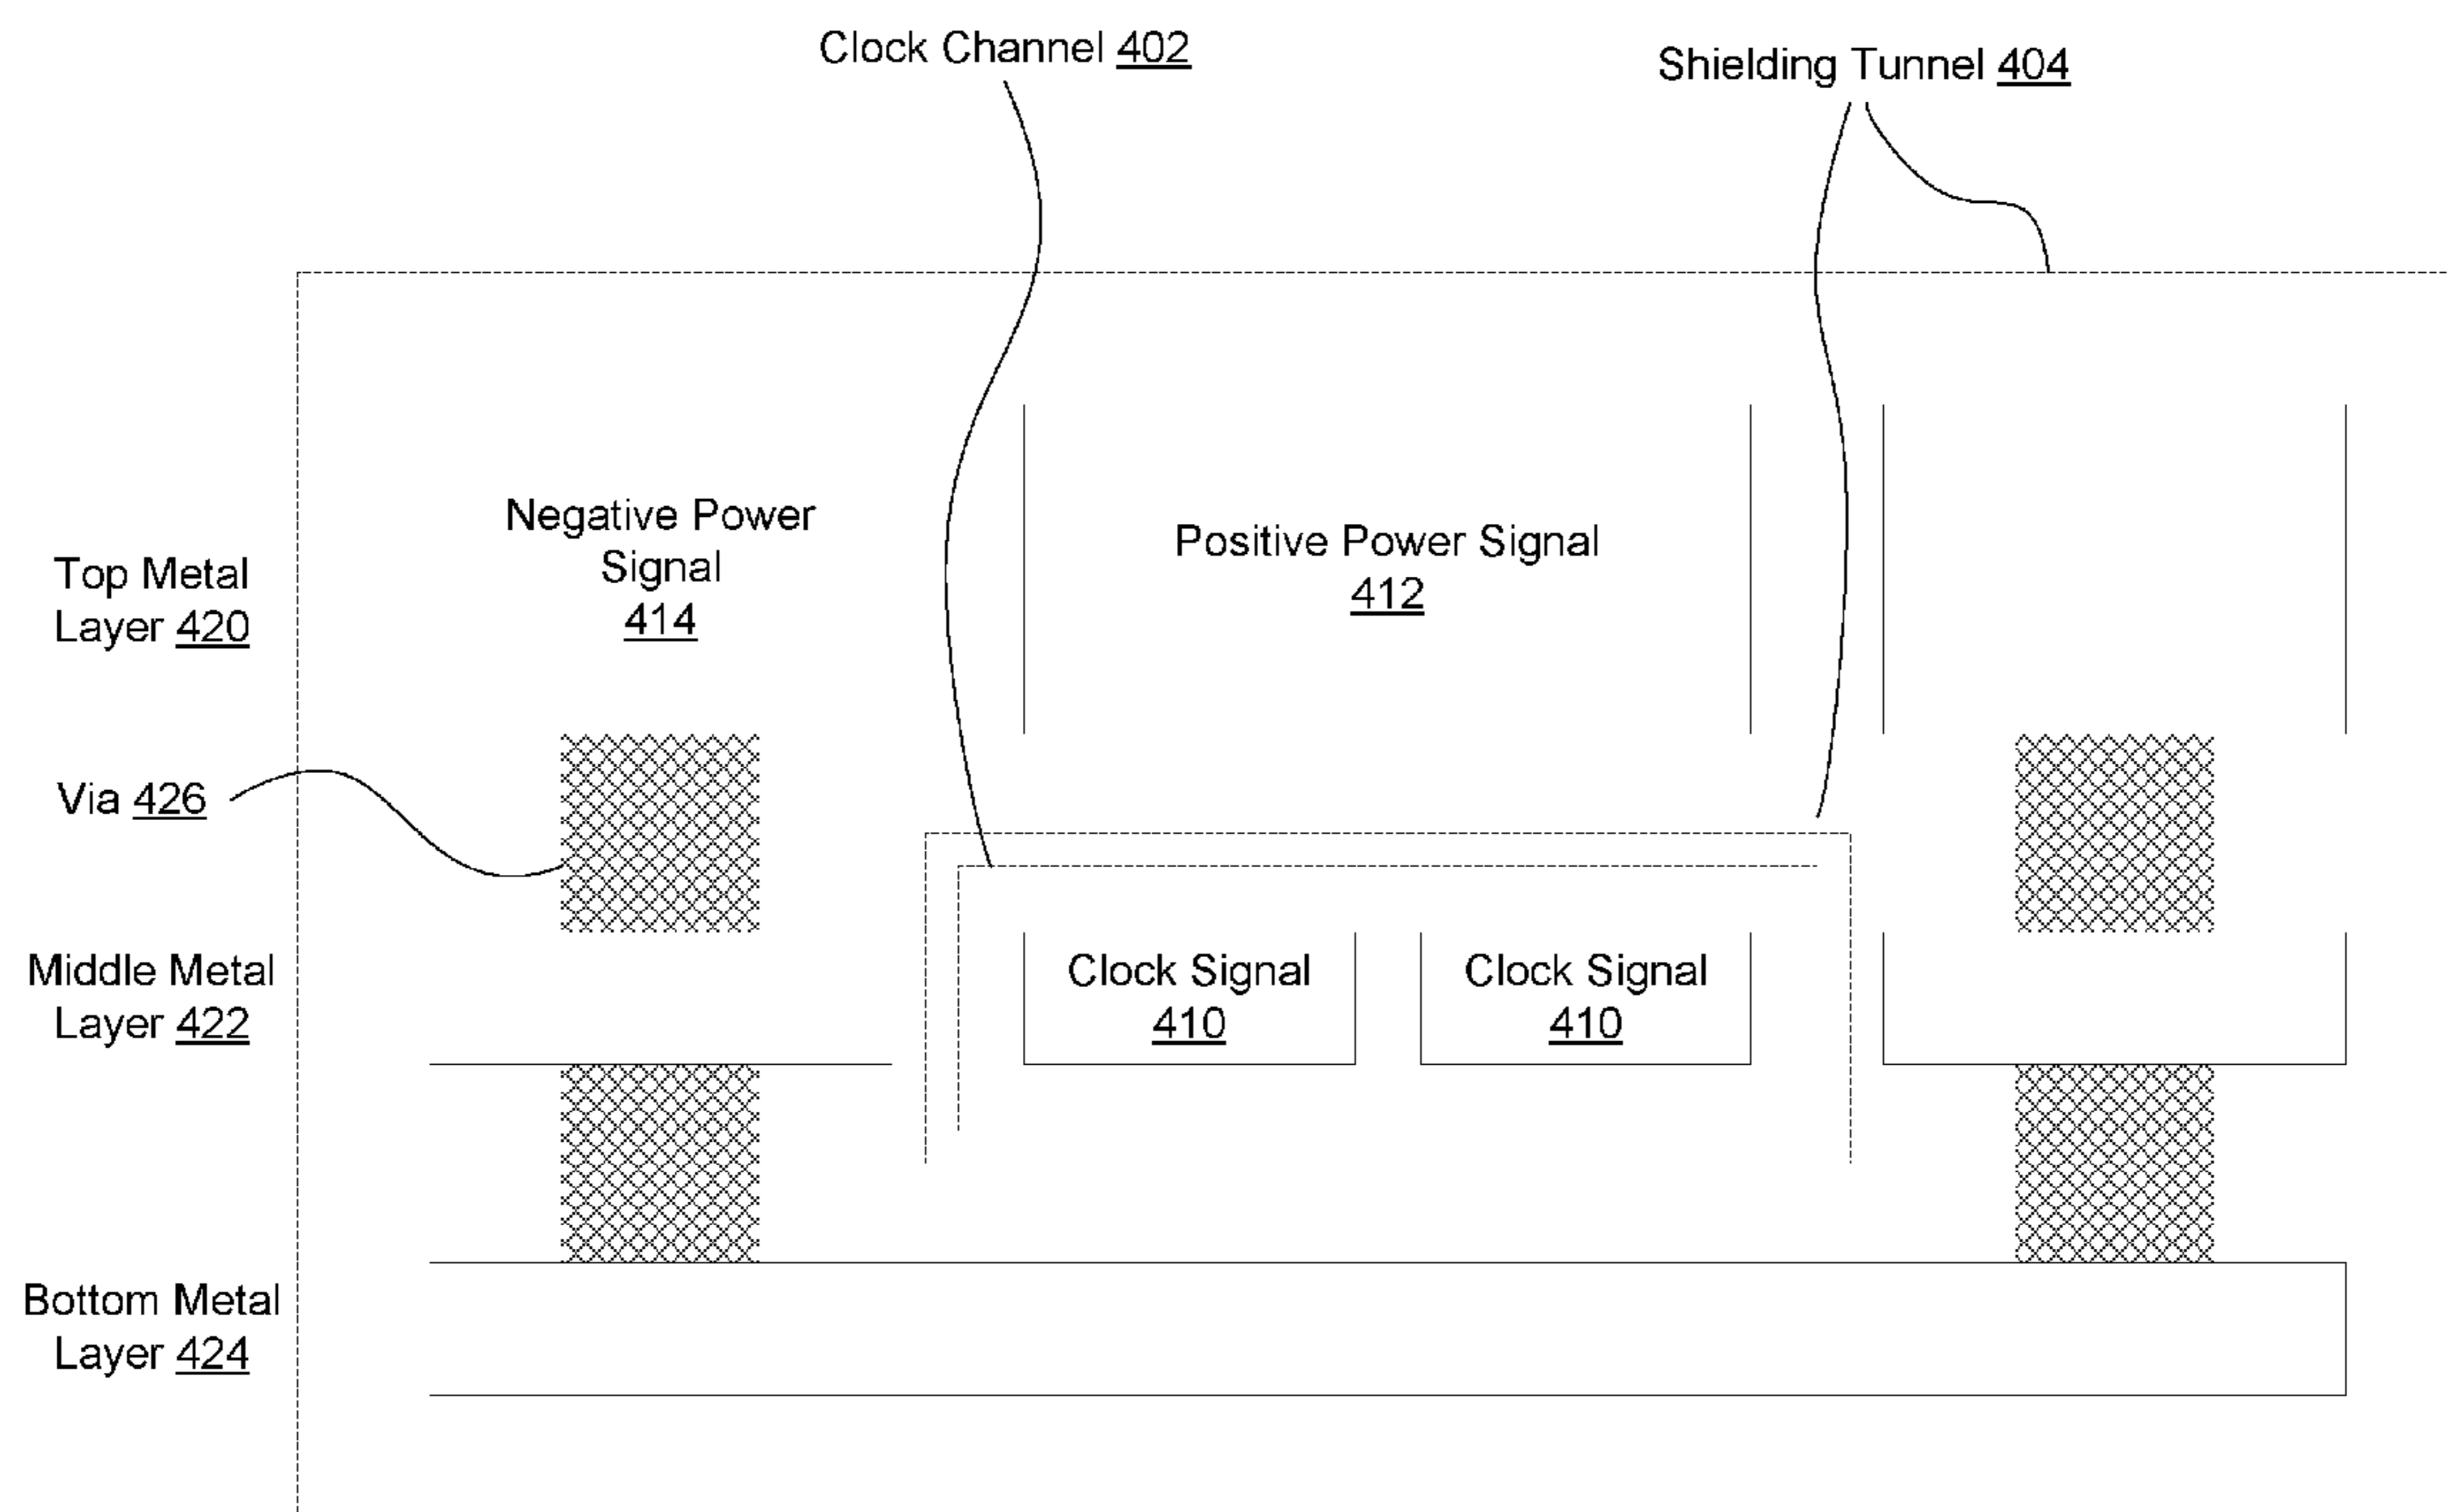 Clock Channel 402
Shielding Tunnel 404
Negative Power
Signal
414
Positive Power Signal
412
Top Metal
Layer 420
Via 426
Middle Metal
Layer 422
Clock Signal
410
Clock Signal
410
Bottom Metal
Layer 424